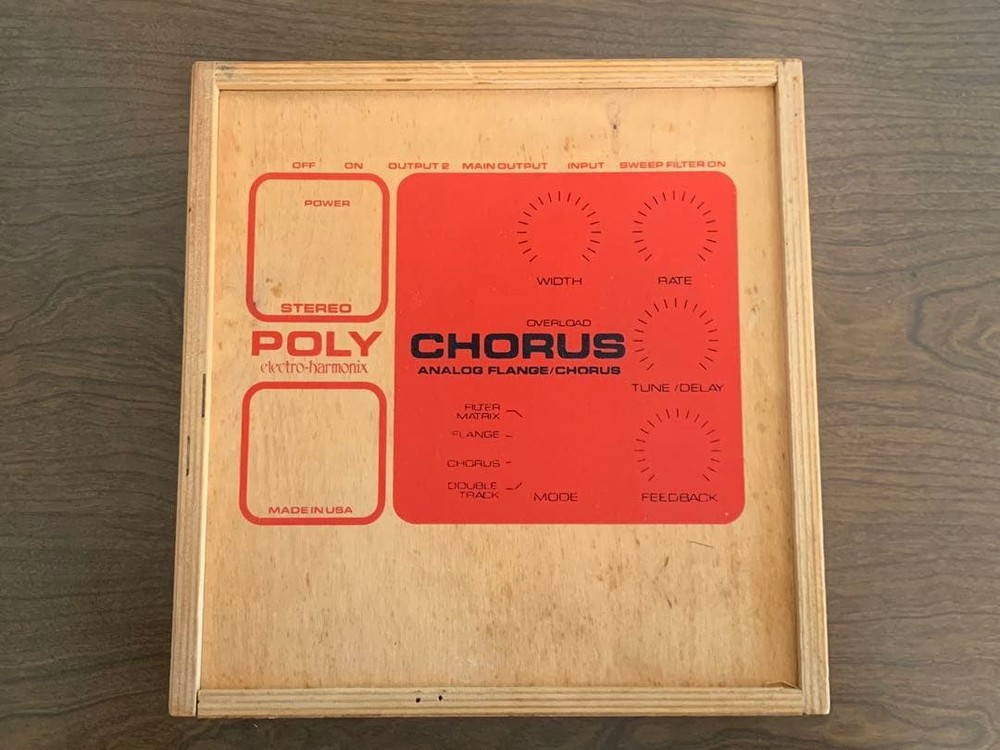 OFF ON OUTPUT 2 MAIN OUTPUT INPUT SWEEP FILTER ON
POWER
STEREO
POLY
electro-harmonix
MADE IN USA
WIDTH
RATE
OVERLOAD
CHORUS
ANALOG FLANGE/CHORUS
TUNE /DELAY
FILTER
MATRIX
FLANGE
CHORUS
DOUBLE
TRACK
MODE
FEEDBACK